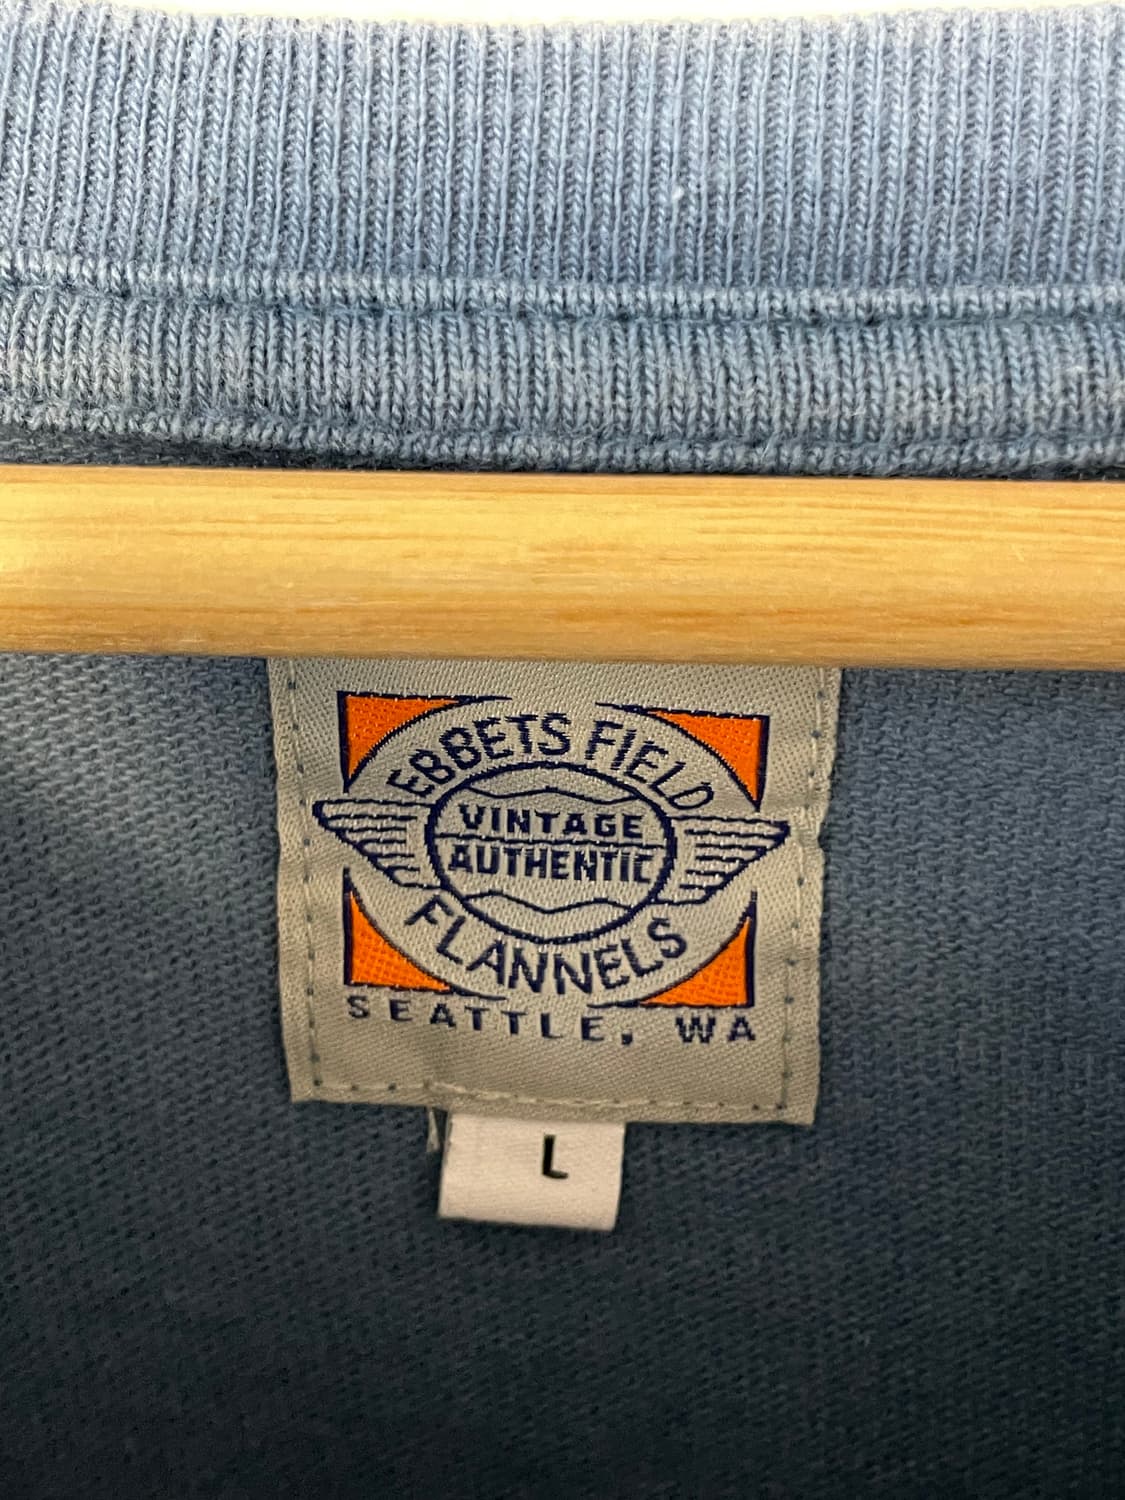 EBBETS FIELD
VINTAGE
AUTHENTIC
FLANNELS
SEATTLE, WA
L